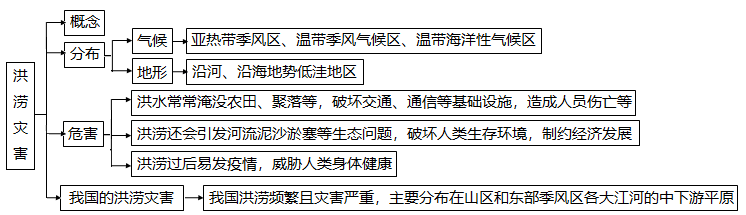 洪涝灾害
概念
分布
气候
亚热带季风区、温带季风气候区、温带海洋性气候区
地形
沿河、沿海地势低洼地区
危害
洪水常常淹没农田、聚落等，破坏交通、通信等基础设施，造成人员伤亡等
洪涝还会引发河流泥沙淤塞等生态问题，破坏人类生存环境，制约经济发展
洪涝过后易发疫情，威胁人类身体健康
我国的洪涝灾害
我国洪涝频繁且灾害严重，主要分布在山区和东部季风区各大江河的中下游平原